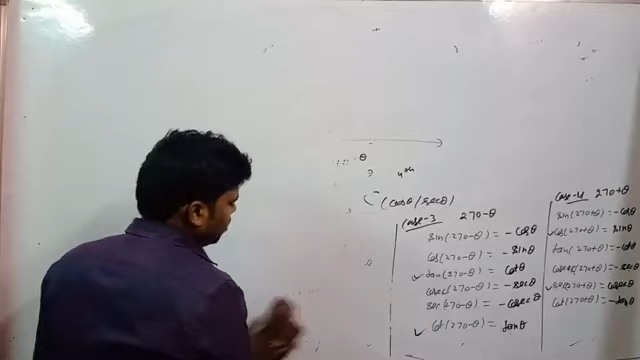 θ
4th
(cosθ/secθ)
case-3 270-θ
sin(270-θ) = -cosθ
cos(270-θ) = -sinθ
✓ tan(270-θ) = cotθ
cosec(270-θ) = -secθ
sec(270-θ) = -cosecθ
✓ cot(270-θ) = tanθ
case-4 270+θ
sin(270+θ) = -cosθ
✓ cos(270+θ) = sinθ
tan(270+θ) = -cotθ
cosec(270+θ) = -secθ
✓ sec(270+θ) = cosecθ
cot(270+θ) = -tanθ